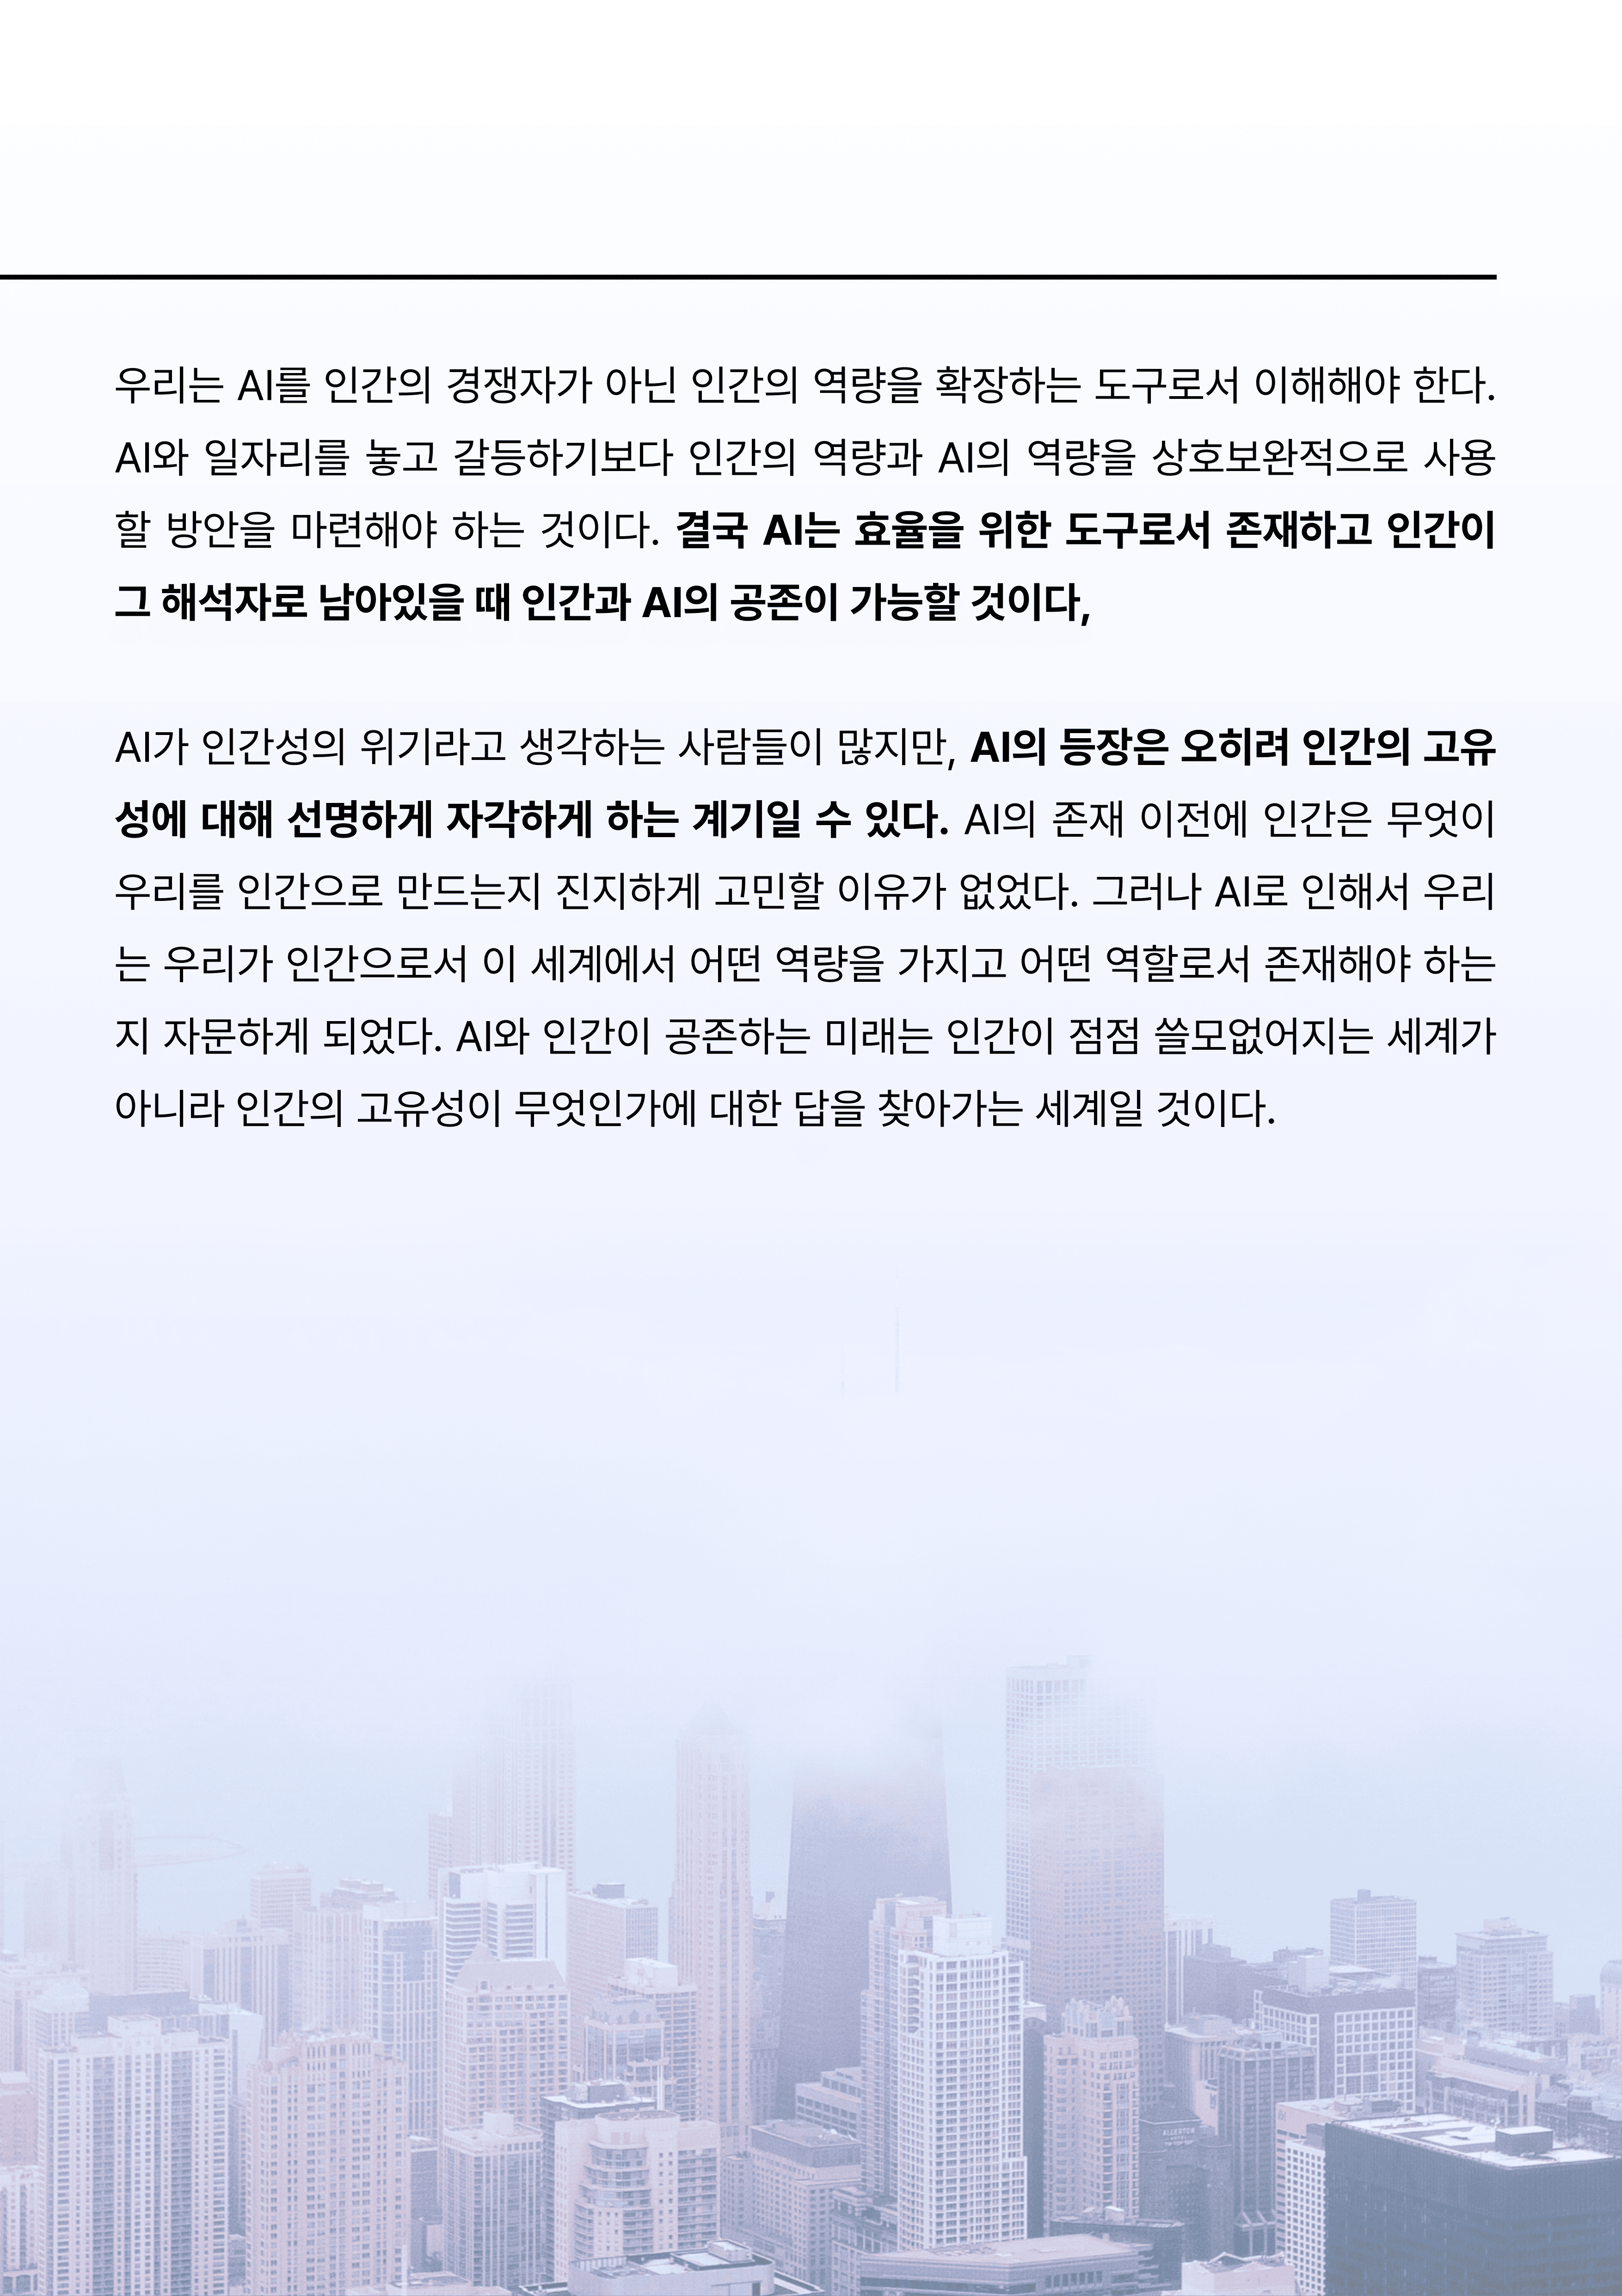 우리는 AI를 인간의 경쟁자가 아닌 인간의 역량을 확장하는 도구로서 이해해야 한다.
AI와 일자리를 놓고 갈등하기보다 인간의 역량과 AI의 역량을 상호보완적으로 사용
할 방안을 마련해야 하는 것이다. 결국 AI는 효율을 위한 도구로서 존재하고 인간이
그 해석자로 남아있을 때 인간과 AI의 공존이 가능할 것이다,
AI가 인간성의 위기라고 생각하는 사람들이 많지만, AI의 등장은 오히려 인간의 고유
성에 대해 선명하게 자각하게 하는 계기일 수 있다. AI의 존재 이전에 인간은 무엇이
우리를 인간으로 만드는지 진지하게 고민할 이유가 없었다. 그러나 AI로 인해서 우리
는 우리가 인간으로서 이 세계에서 어떤 역량을 가지고 어떤 역할로서 존재해야 하는
지 자문하게 되었다. AI와 인간이 공존하는 미래는 인간이 점점 쓸모없어지는 세계가
아니라 인간의 고유성이 무엇인가에 대한 답을 찾아가는 세계일 것이다.
ALLERTON